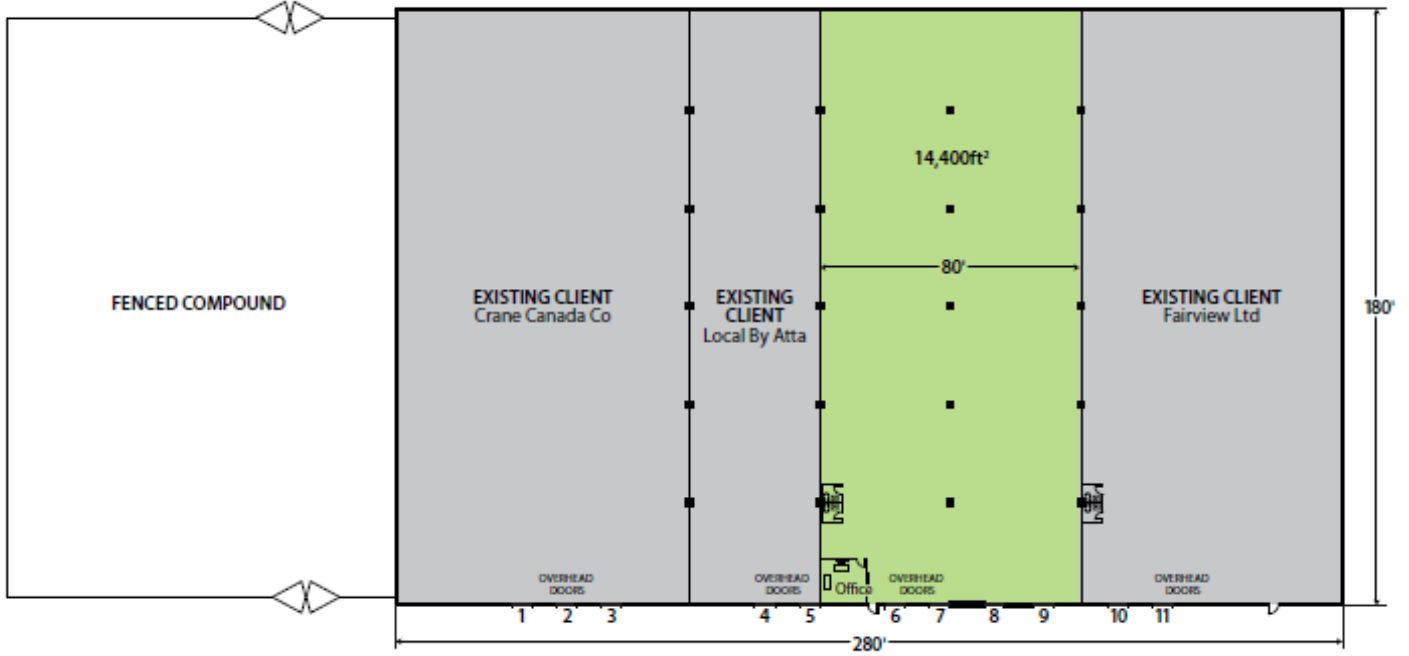 14,400ft²
80'
FENCED COMPOUND
EXISTING CLIENT
Crane Canada Co
EXISTING
CLIENT
Local By Atta
EXISTING CLIENT
Fairview Ltd
180'
OVERHEAD
DOORS
OVERHEAD
DOORS
Office
OVERHEAD
DOORS
OVERHEAD
DOORS
1 2 3 4 5 6 7 8 9 10 11
280'